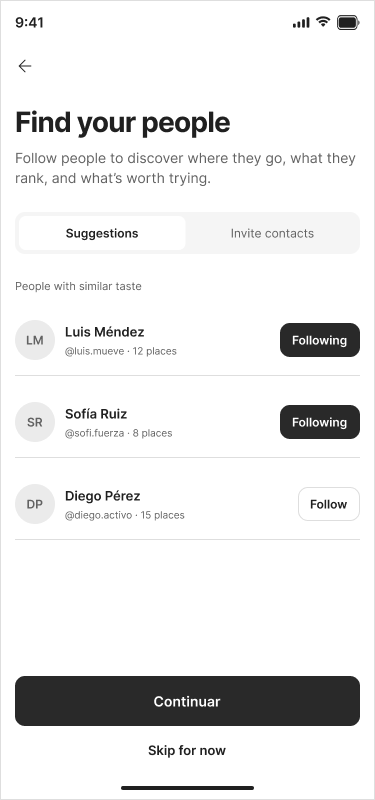 9:41
Find your people
Follow people to discover where they go, what they
rank, and what’s worth trying.
Suggestions
Invite contacts
People with similar taste
LM
Luis Méndez
@luis.mueve · 12 places
Following
SR
Sofía Ruiz
@sofi.fuerza · 8 places
Following
DP
Diego Pérez
@diego.activo · 15 places
Follow
Continuar
Skip for now